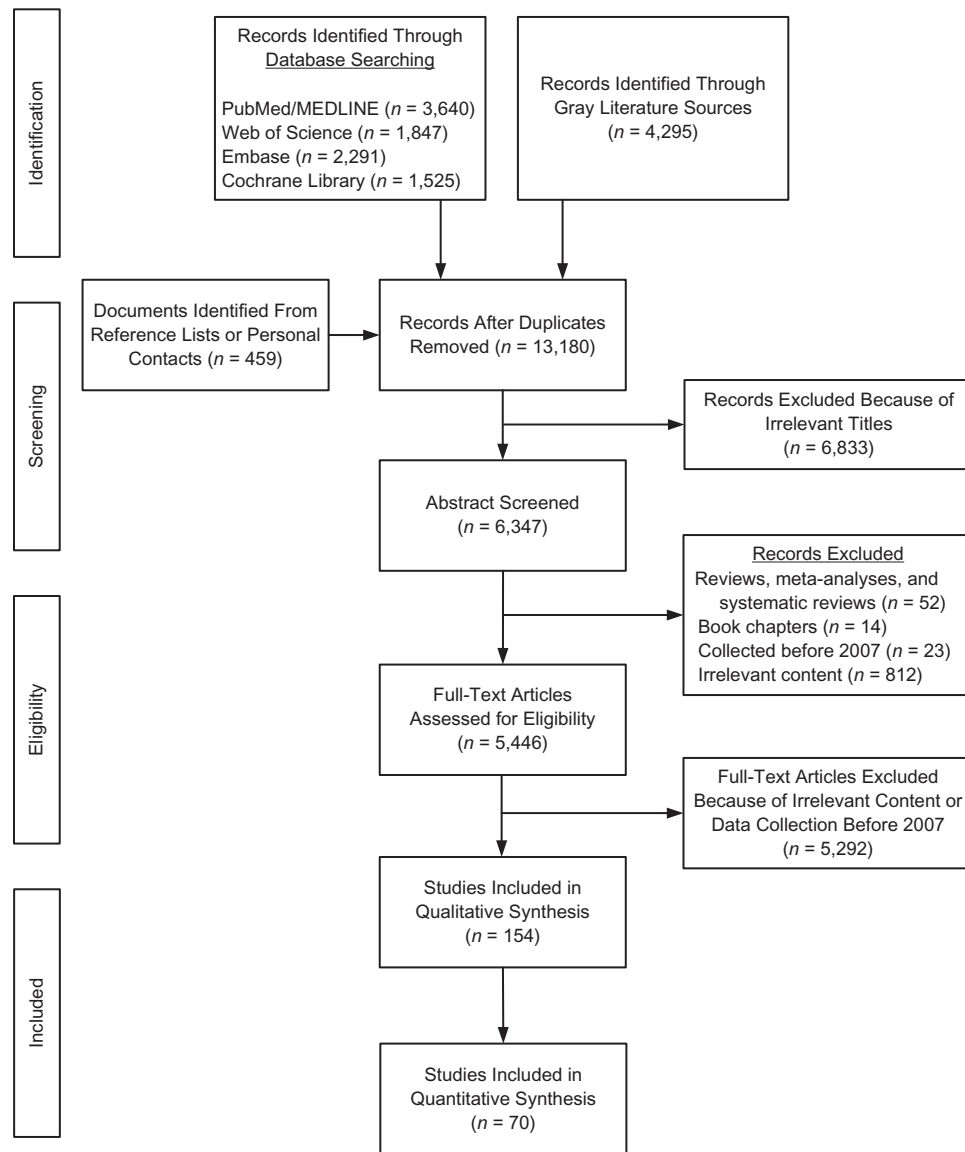 Identification
Records Identified Through
Database Searching
PubMed/MEDLINE (n = 3,640)
Web of Science (n = 1,847)
Embase (n = 2,291)
Cochrane Library (n = 1,525)
Records Identified Through
Gray Literature Sources
(n = 4,295)
Screening
Documents Identified From
Reference Lists or Personal
Contacts (n = 459)
Records After Duplicates
Removed (n = 13,180)
Records Excluded Because of
Irrelevant Titles
(n = 6,833)
Abstract Screened
(n = 6,347)
Records Excluded
Reviews, meta-analyses, and
systematic reviews (n = 52)
Book chapters (n = 14)
Collected before 2007 (n = 23)
Irrelevant content (n = 812)
Eligibility
Full-Text Articles
Assessed for Eligibility
(n = 5,446)
Full-Text Articles Excluded
Because of Irrelevant Content or
Data Collection Before 2007
(n = 5,292)
Included
Studies Included in
Qualitative Synthesis
(n = 154)
Studies Included in
Quantitative Synthesis
(n = 70)